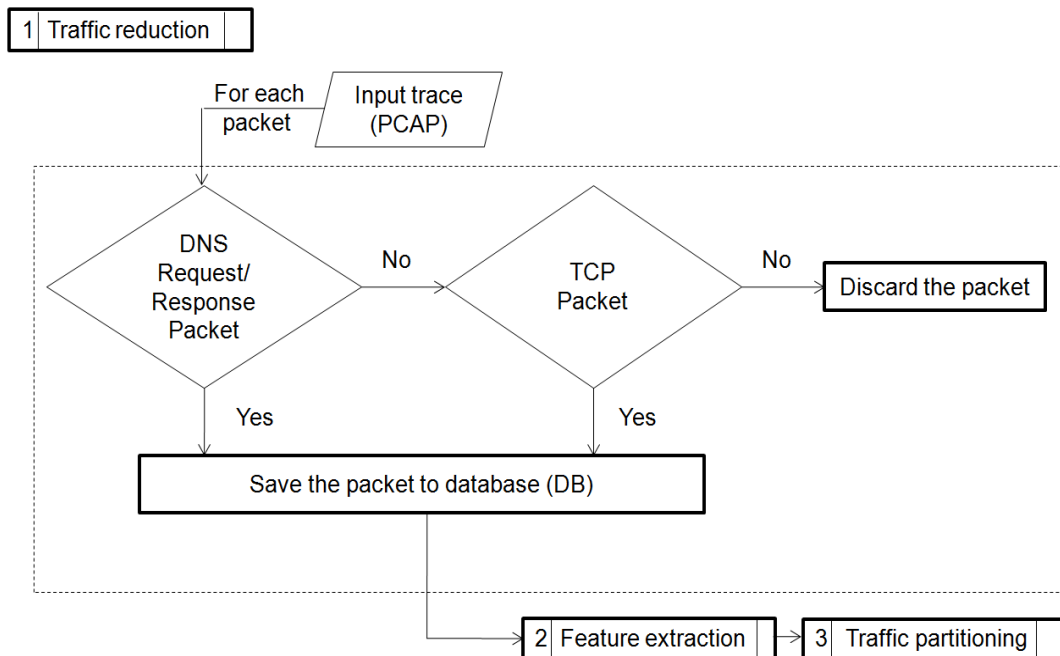 1 Traffic reduction
For each
packet
Input trace
(PCAP)
DNS
Request/
Response
Packet
No
TCP
Packet
No
Discard the packet
Yes
Yes
Save the packet to database (DB)
2 Feature extraction
3 Traffic partitioning